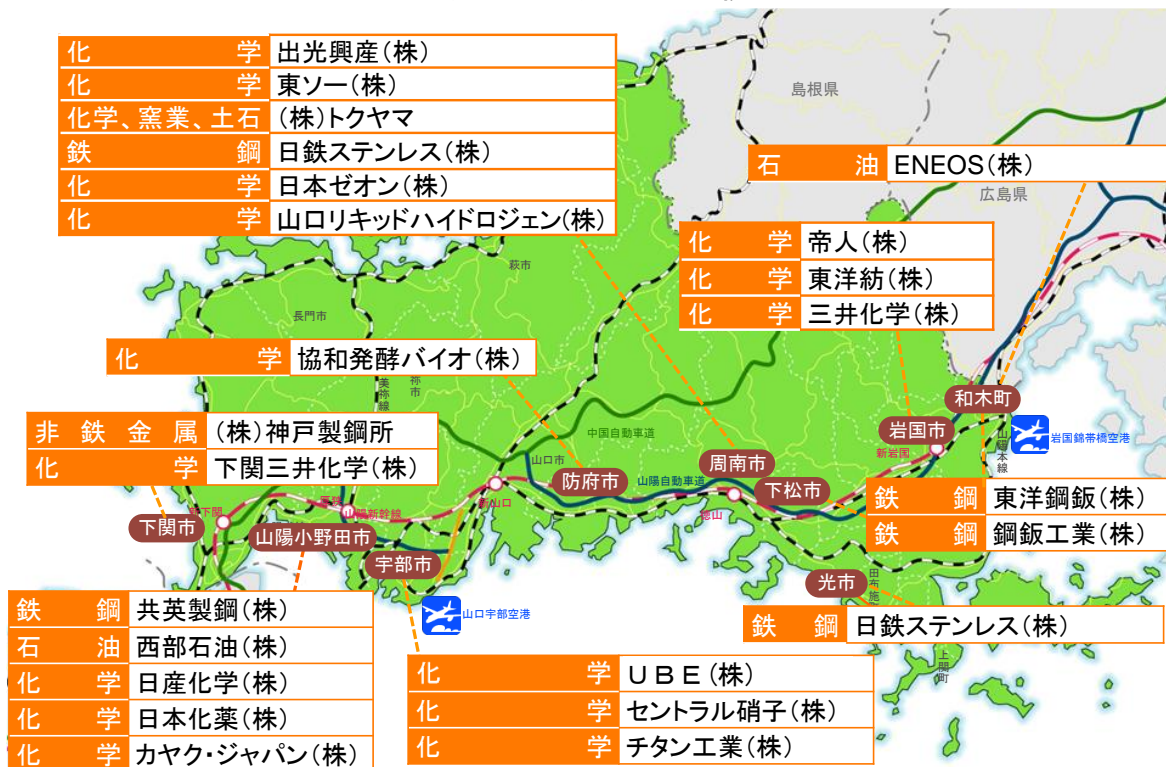 化学 出光興産(株)
化学 東ソー(株)
化学、窯業、土石 (株)トクヤマ
鉄鋼 日鉄ステンレス(株)
化学 日本ゼオン(株)
化学 山口リキッドハイドロジェン(株)
島根県
石油 ENEOS(株)
広島県
化学 帝人(株)
化学 東洋紡(株)
化学 三井化学(株)
萩市
長門市
化学 協和発酵バイオ(株)
美祢線
祢市
非鉄金属 (株)神戸製鋼所
化学 下関三井化学(株)
中国自動車道
山口市
和木町
岩国市
新岩国
山陽本線
岩国錦帯橋空港
周南市
防府市
山陽自動車道
下松市
徳山
新山口
鉄鋼 東洋鋼鈑(株)
鉄鋼 鋼鈑工業(株)
下関市
新下関
厚狭
山陽新幹線
山陽小野田市
宇部市
光市
田布施
山口宇部空港
鉄鋼 日鉄ステンレス(株)
上関町
鉄鋼 共英製鋼(株)
石油 西部石油(株)
化学 日産化学(株)
化学 日本化薬(株)
化学 カヤク・ジャパン(株)
化学 UBE(株)
化学 セントラル硝子(株)
化学 チタン工業(株)